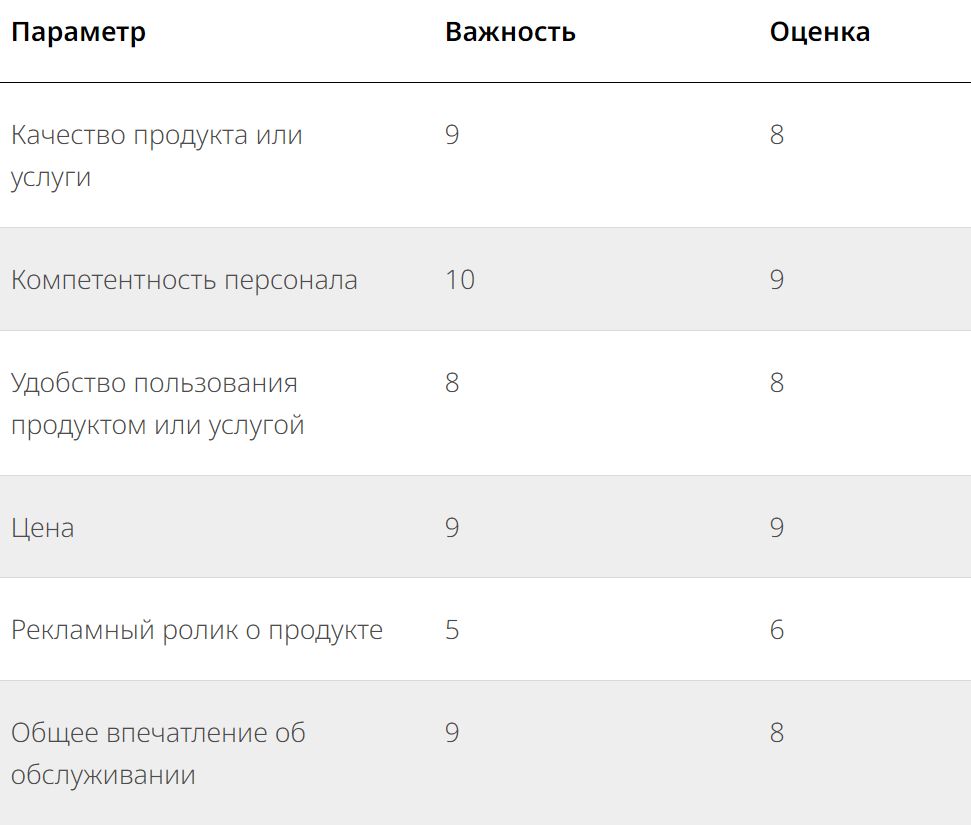 Параметр Важность Оценка
Качество продукта или 9 8
услуги
Компетентность персонала 10 9
Удобство пользования 8 8
продуктом или услугой
Цена 9 9
Рекламный ролик о продукте 5 6
Общее впечатление об 9 8
обслуживании